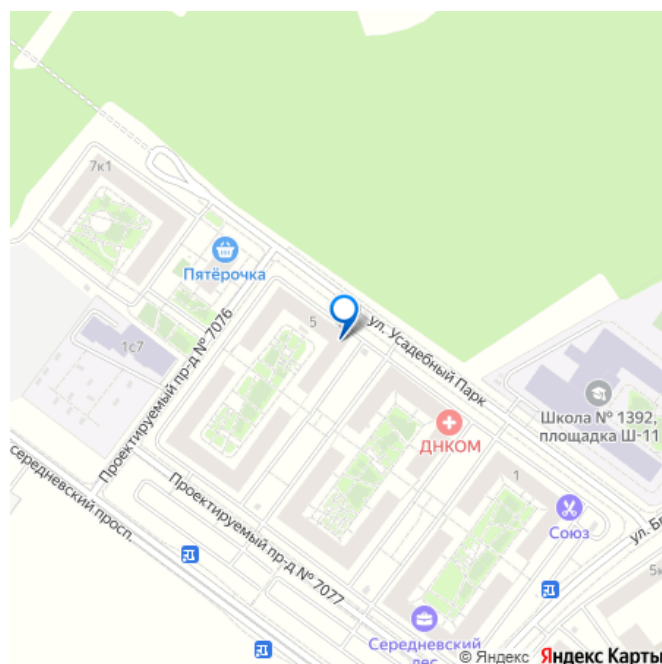 7к1
Пятёрочка
5
ул. Усадебный Парк
1с7
Проектируемый пр-д № 7076
Школа № 1392,
площадка Ш-11
ДНКОМ
1
Союз
середневский просп.
Проектируемый пр-д № 7077
Середневский
лес
© Яндекс Яндекс Карты